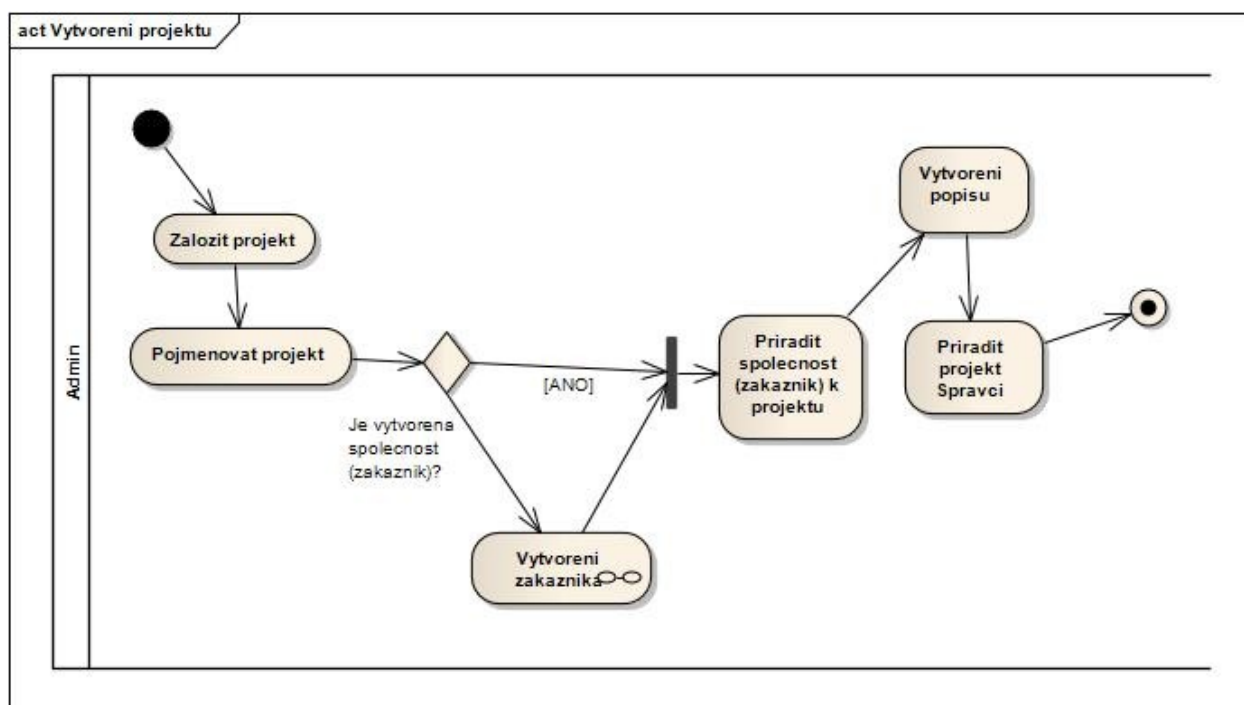 act Vytvoreni projektu
Admin
Zalozit projekt
Pojmenovat projekt
Je vytvorena
spolecnost
(zakaznik)?
[ANO]
Vytvoreni
zakaznika
Priradit
spolecnost
(zakaznik) k
projektu
Vytvoreni
popisu
Priradit
projekt
Spravci